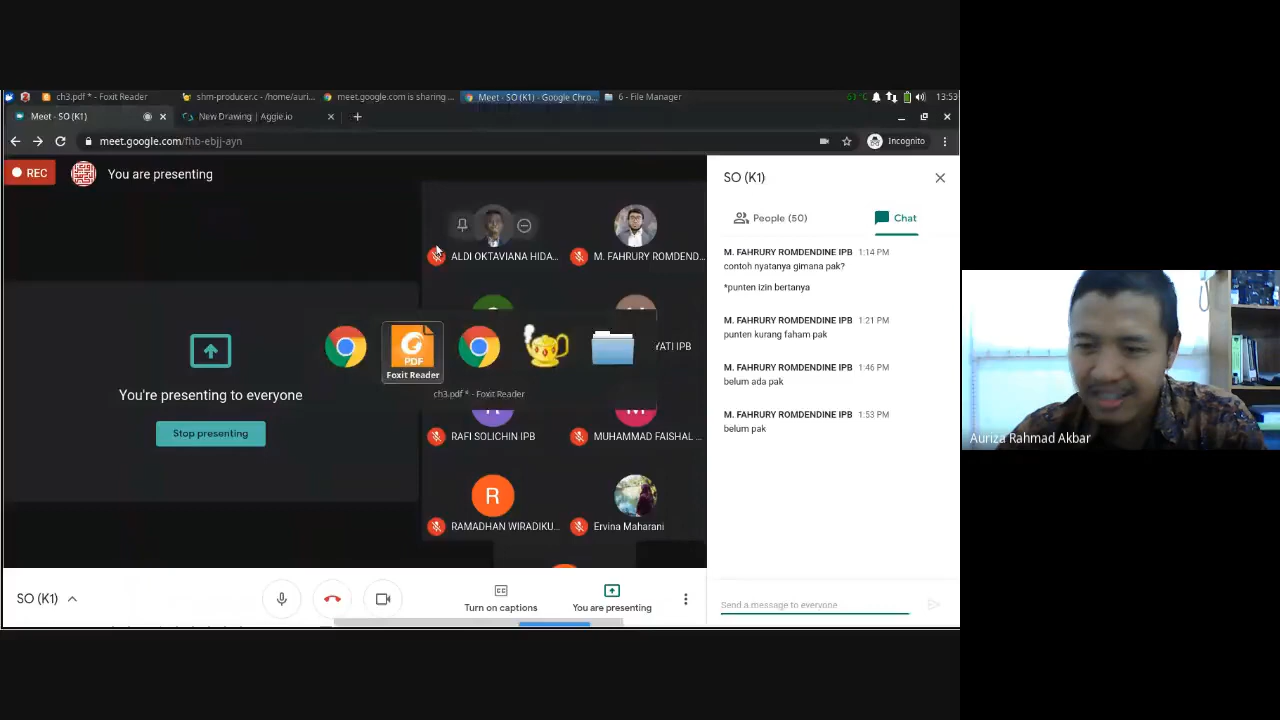 ch3.pdf * - Foxit Reader
shm-producer.c - /home/auri...
meet.google.com is sharing ...
Meet - SO (K1) - Google Chro...
6 - File Manager
13:53
Meet - SO (K1)
New Drawing | Aggie.io
meet.google.com/fhb-ebjj-ayn
Incognito
REC
You are presenting
SO (K1)
People (50)
Chat
ALDI OKTAVIANA HIDA...
M. FAHRURY ROMDEND...
M. FAHRURY ROMDENDINE IPB 1:14 PM
contoh nyatanya gimana pak?
*punten izin bertanya
M. FAHRURY ROMDENDINE IPB 1:21 PM
punten kurang faham pak
M. FAHRURY ROMDENDINE IPB 1:46 PM
belum ada pak
M. FAHRURY ROMDENDINE IPB 1:53 PM
belum pak
YATI IPB
PDF
Foxit Reader
ch3.pdf * - Foxit Reader
You're presenting to everyone
Stop presenting
RAFI SOLICHIN IPB
MUHAMMAD FAISHAL ...
R
RAMADHAN WIRADIKU...
Ervina Maharani
Auriza Rahmad Akbar
SO (K1)
Turn on captions
You are presenting
Send a message to everyone